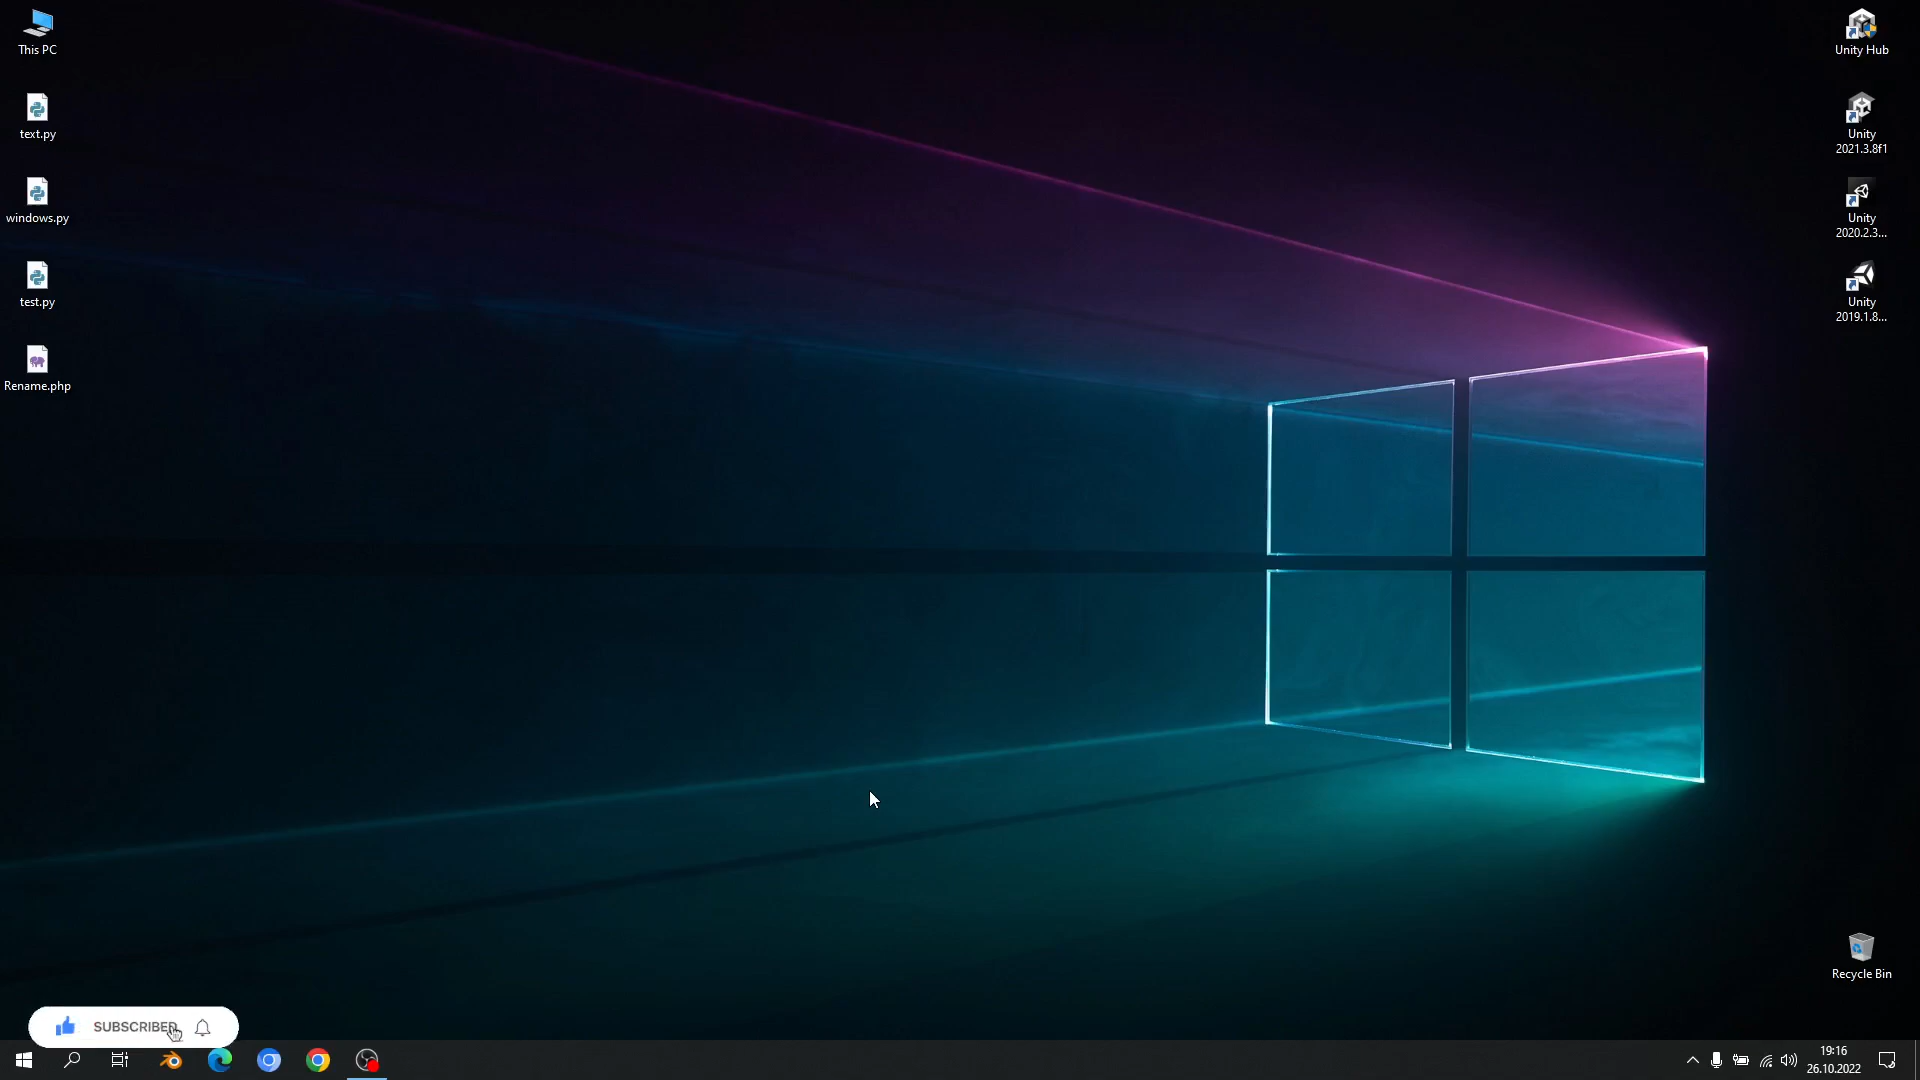 This PC
text.py
windows.py
test.py
Rename.php
Unity Hub
Unity
2021.3.8f1
Unity
2020.2.3...
Unity
2019.1.8...
Recycle Bin
SUBSCRIBED
19:16
26.10.2022